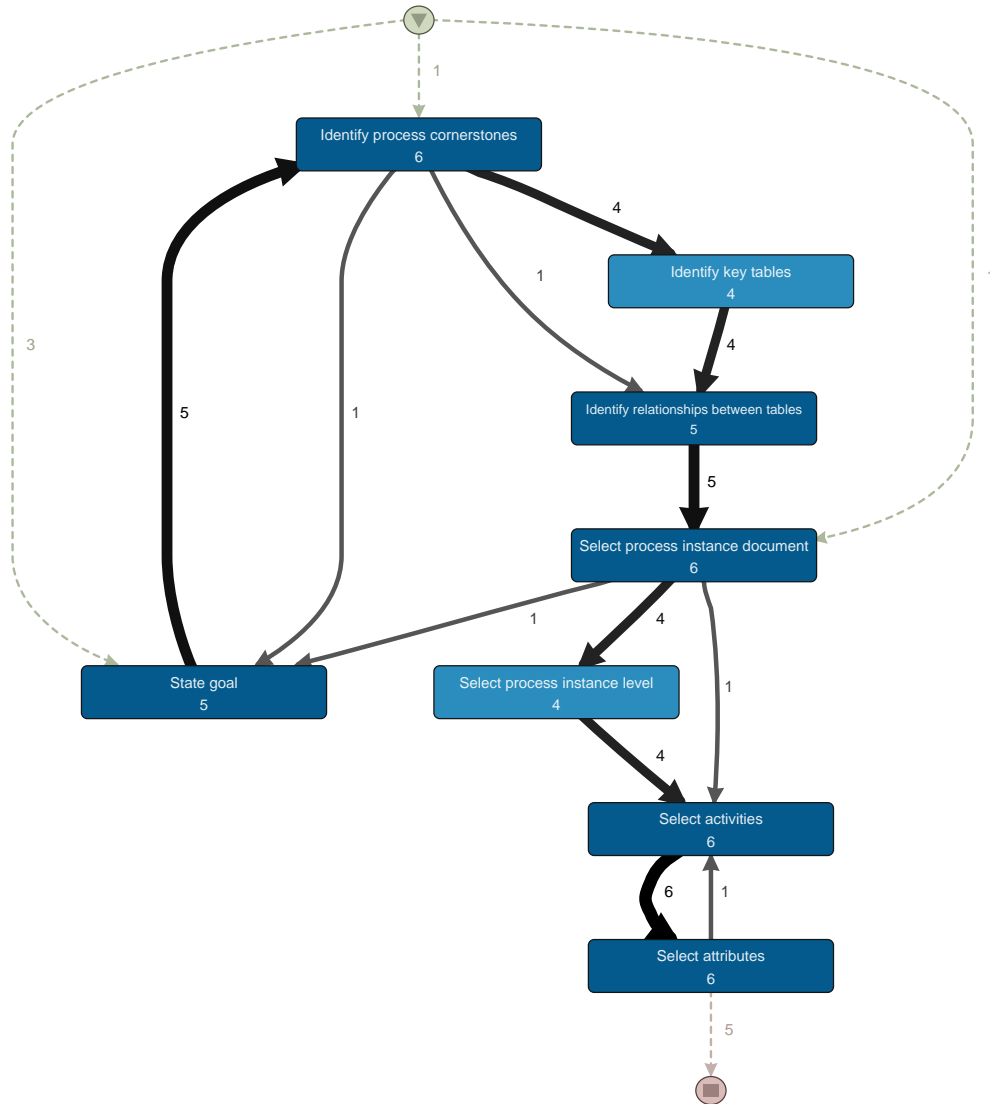 1
Identify process cornerstones
6
4
Identify key tables
4
1
3
4
5
1
Identify relationships between tables
5
5
Select process instance document
6
1
4
1
State goal
5
Select process instance level
4
4
Select activities
6
6
1
Select attributes
6
5